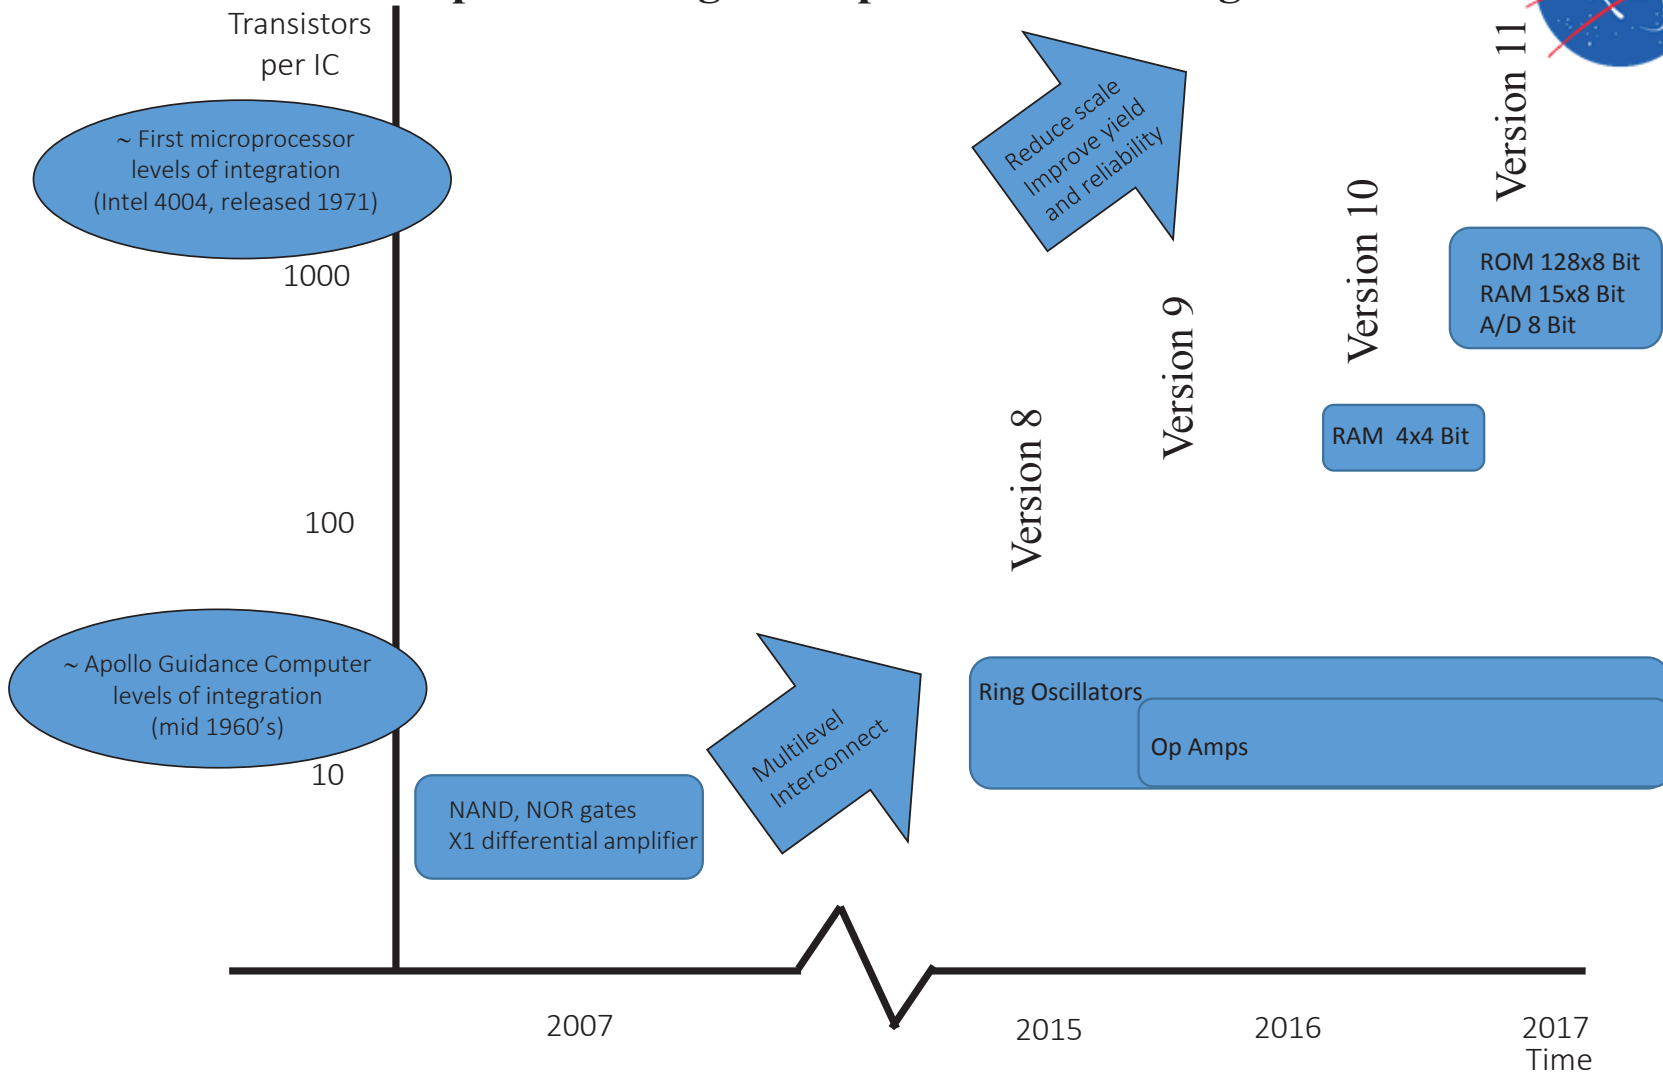 Transistors
per IC
~ First microprocessor
levels of integration
(Intel 4004, released 1971)
1000
100
~ Apollo Guidance Computer
levels of integration
(mid 1960's)
10
NAND, NOR gates
X1 differential amplifier
Multilevel
Interconnect
Reduce scale
Improve yield
and reliability
Version 8
Version 9
Version 10
Version 11
ROM 128x8 Bit
RAM 15x8 Bit
A/D 8 Bit
RAM 4x4 Bit
Ring Oscillators
Op Amps
2007
2015
2016
2017
Time